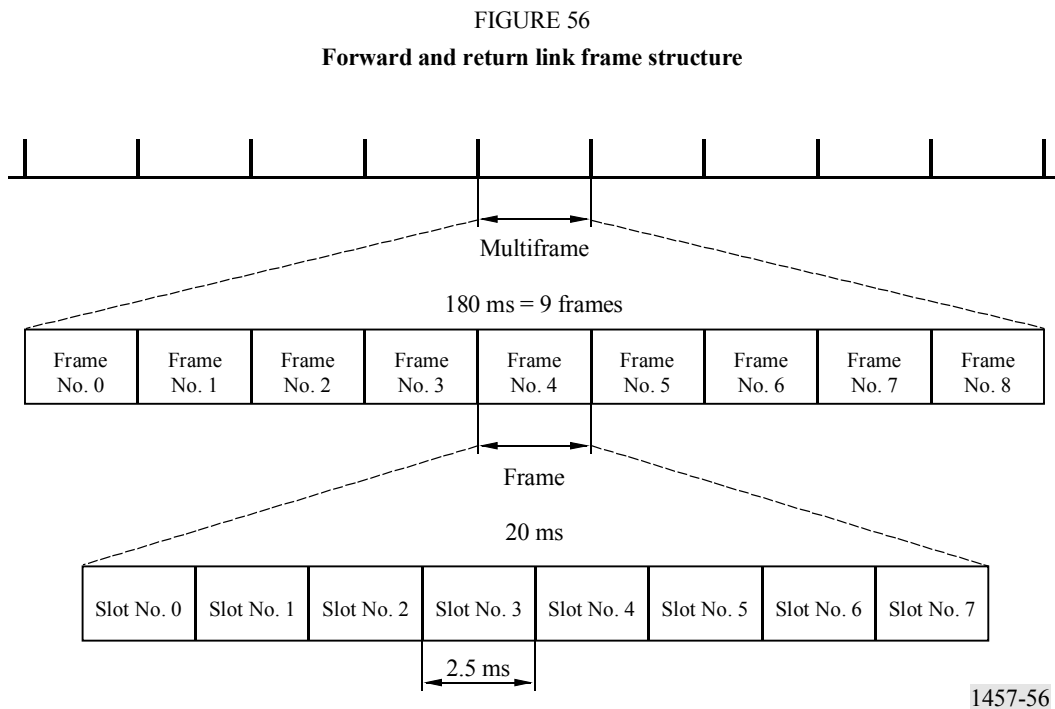 FIGURE 56
Forward and return link frame structure
Multiframe
180 ms = 9 frames
Frame No. 0
Frame No. 1
Frame No. 2
Frame No. 3
Frame No. 4
Frame No. 5
Frame No. 6
Frame No. 7
Frame No. 8
Frame
20 ms
Slot No. 0
Slot No. 1
Slot No. 2
Slot No. 3
Slot No. 4
Slot No. 5
Slot No. 6
Slot No. 7
2.5 ms
1457-56